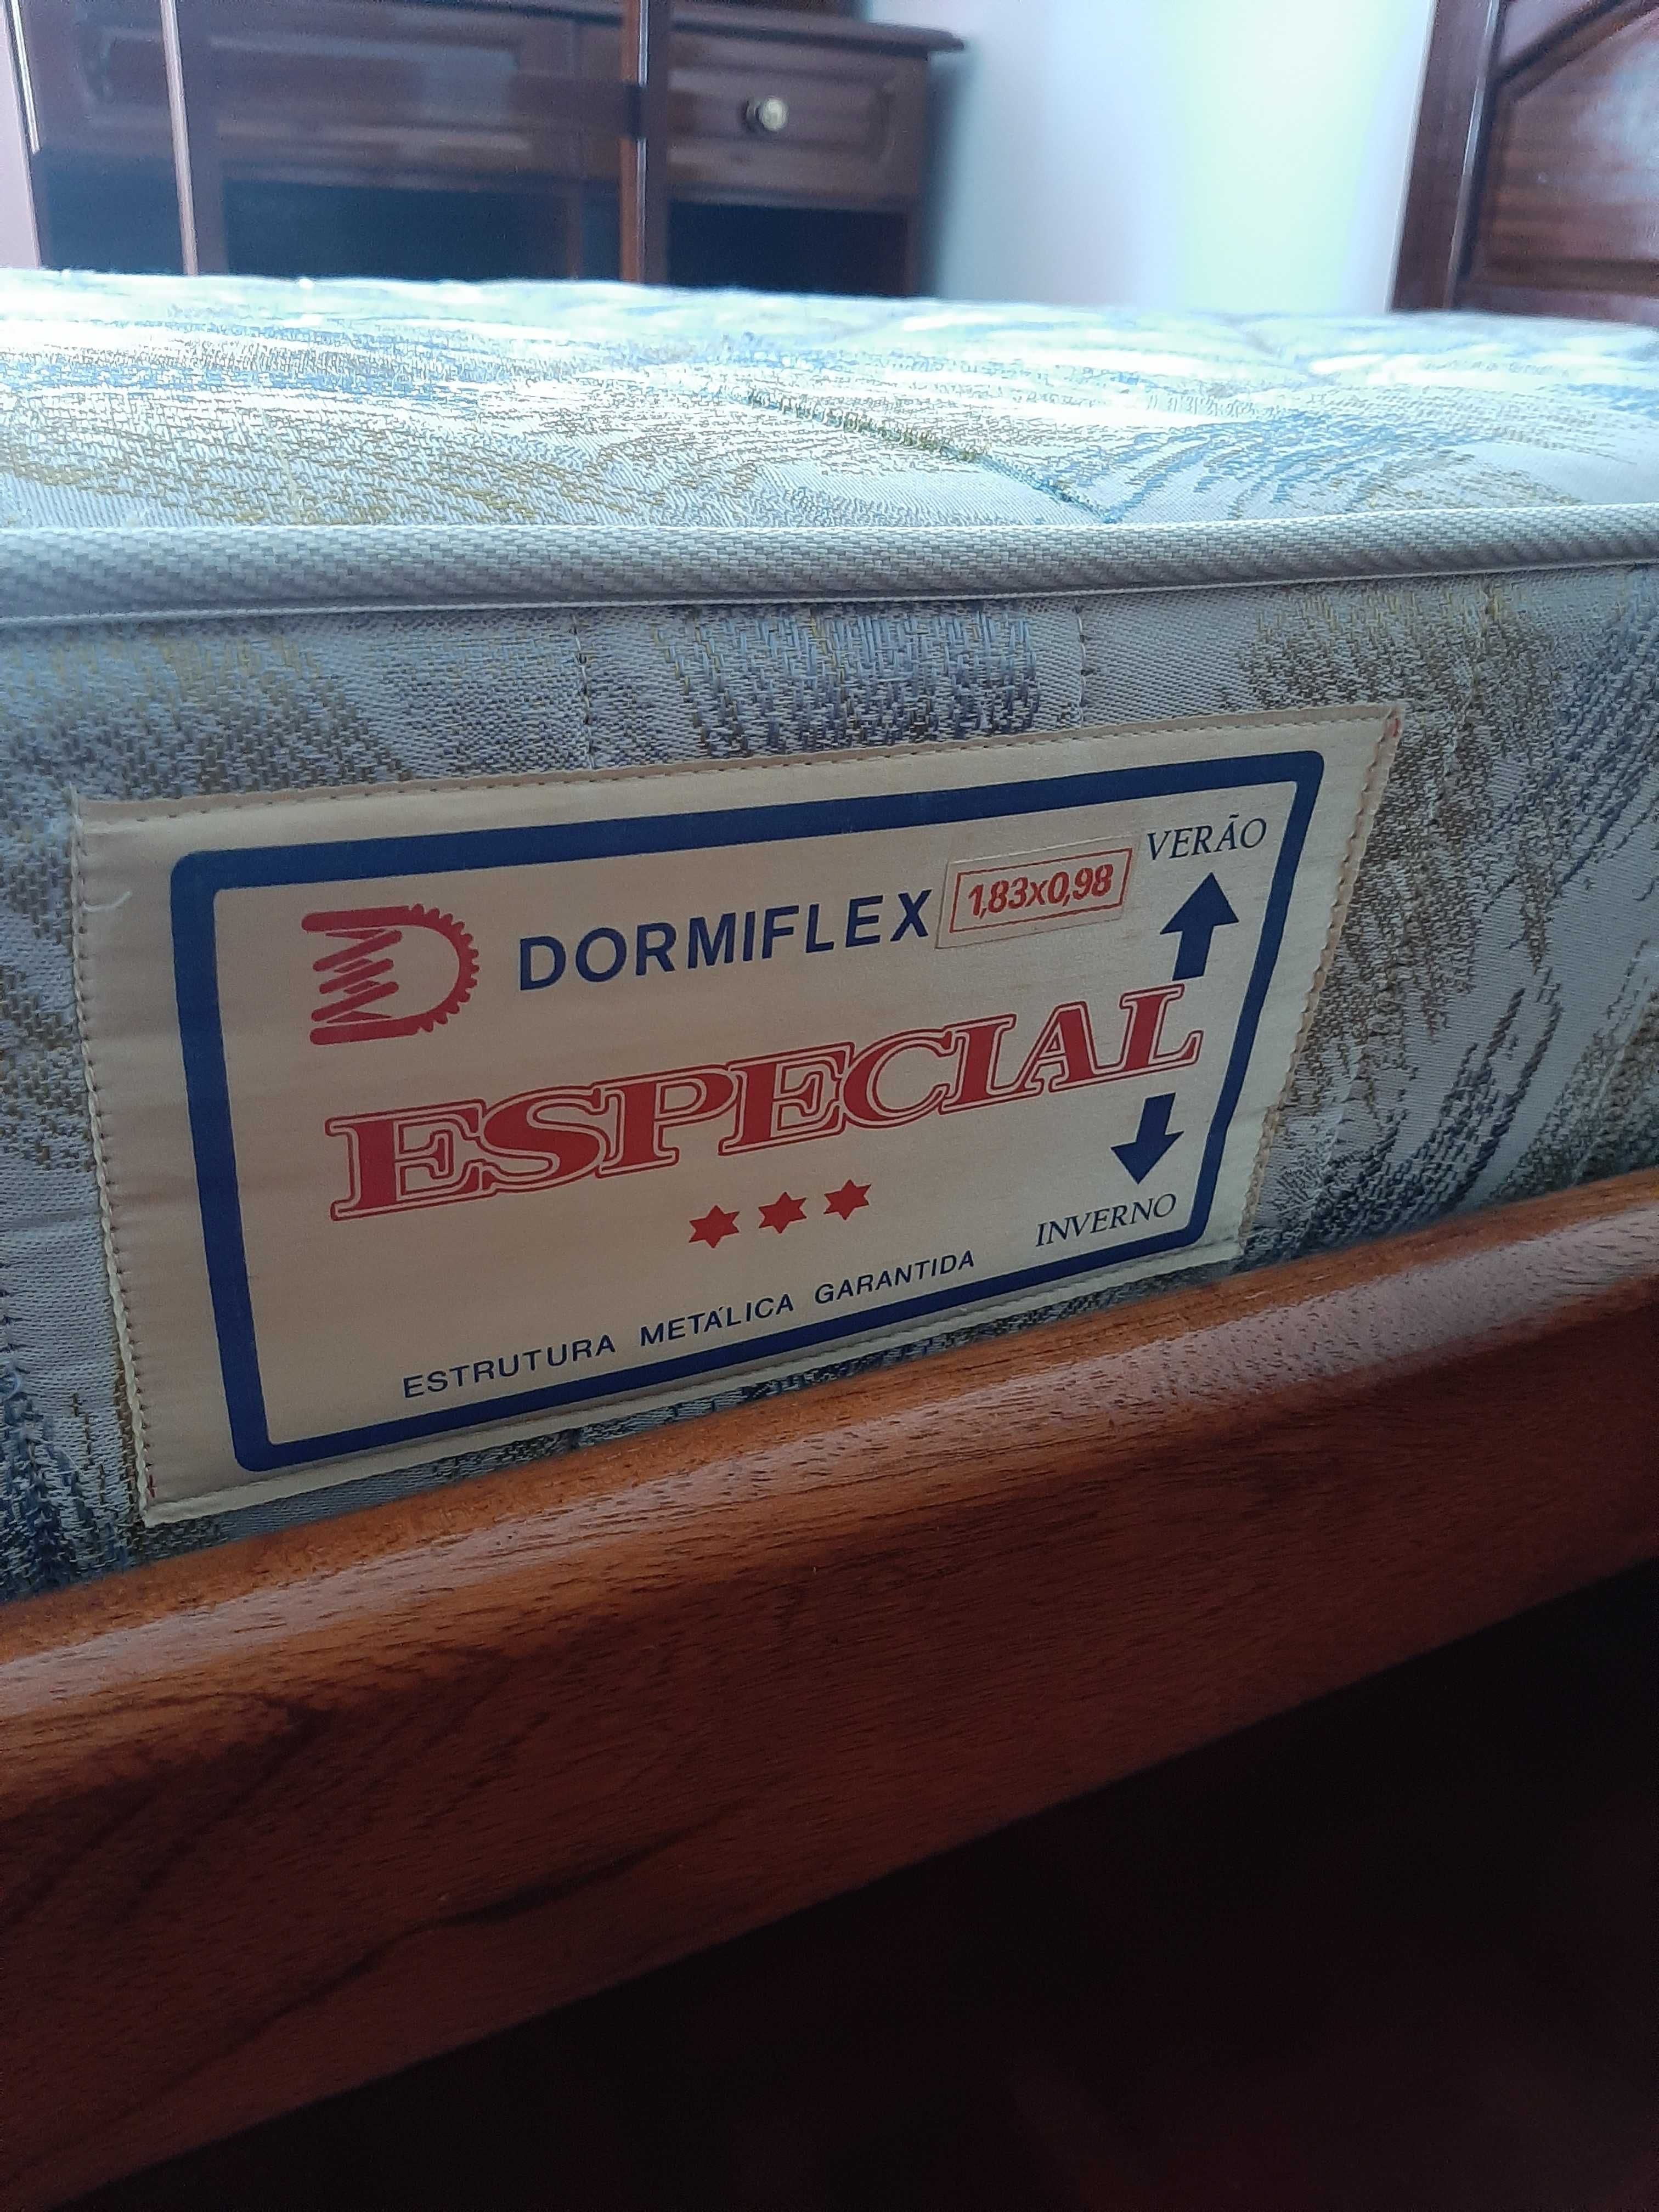 DORMIFLEX 1,83x0,98 VERÃO
ESPECIAL
INVERNO
ESTRUTURA METÁLICA GARANTIDA